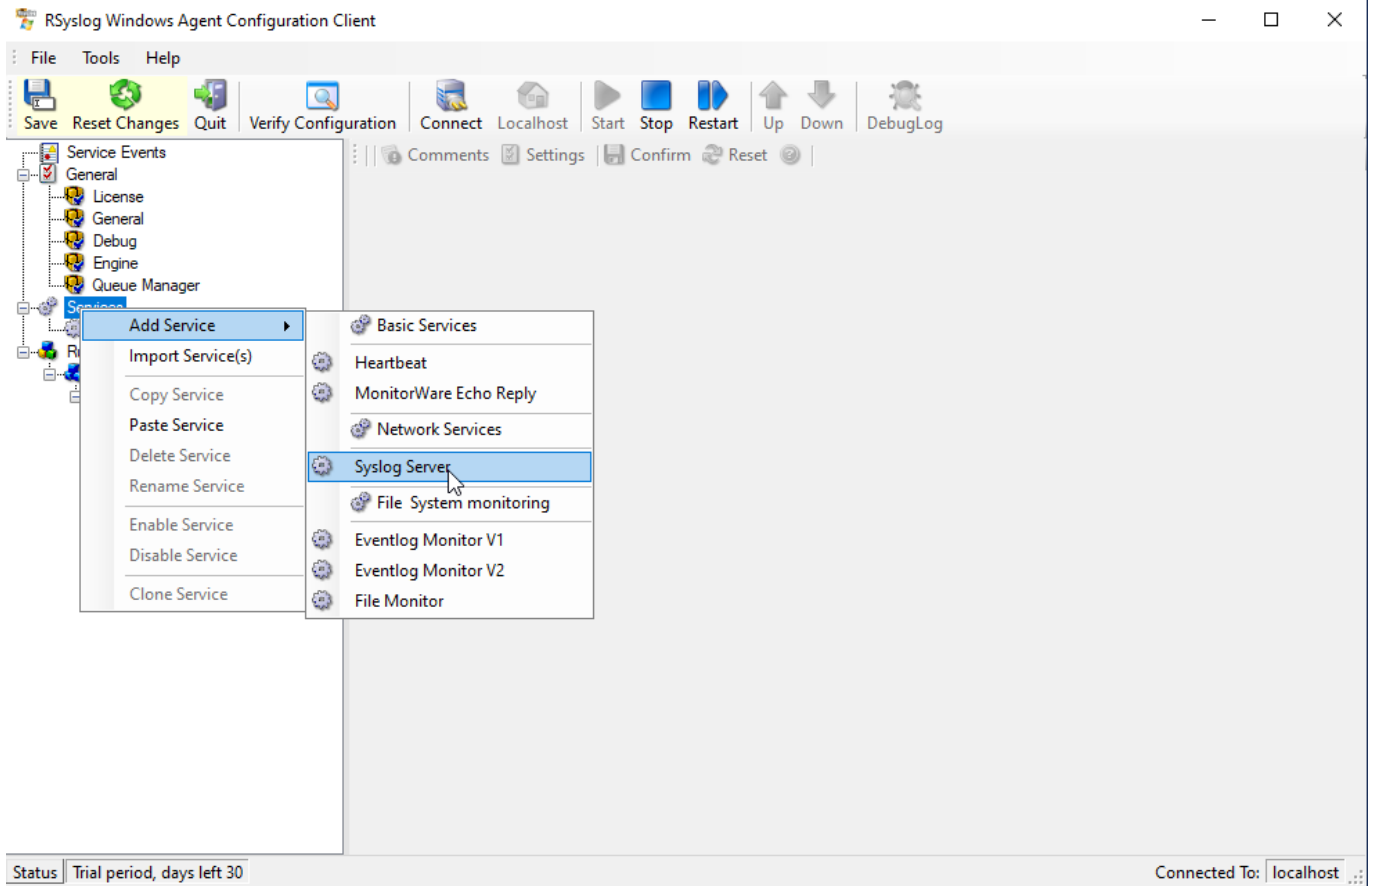 RSyslog Windows Agent Configuration Client
File Tools Help
Save Reset Changes Quit Verify Configuration Connect Localhost Start Stop Restart Up Down DebugLog
Comments Settings Confirm Reset
Service Events
General
License
General
Debug
Engine
Queue Manager
Services
Add Service
Import Service(s)
Copy Service
Paste Service
Delete Service
Rename Service
Enable Service
Disable Service
Clone Service
Basic Services
Heartbeat
MonitorWare Echo Reply
Network Services
Syslog Server
File System monitoring
Eventlog Monitor V1
Eventlog Monitor V2
File Monitor
Status Trial period, days left 30
Connected To: localhost